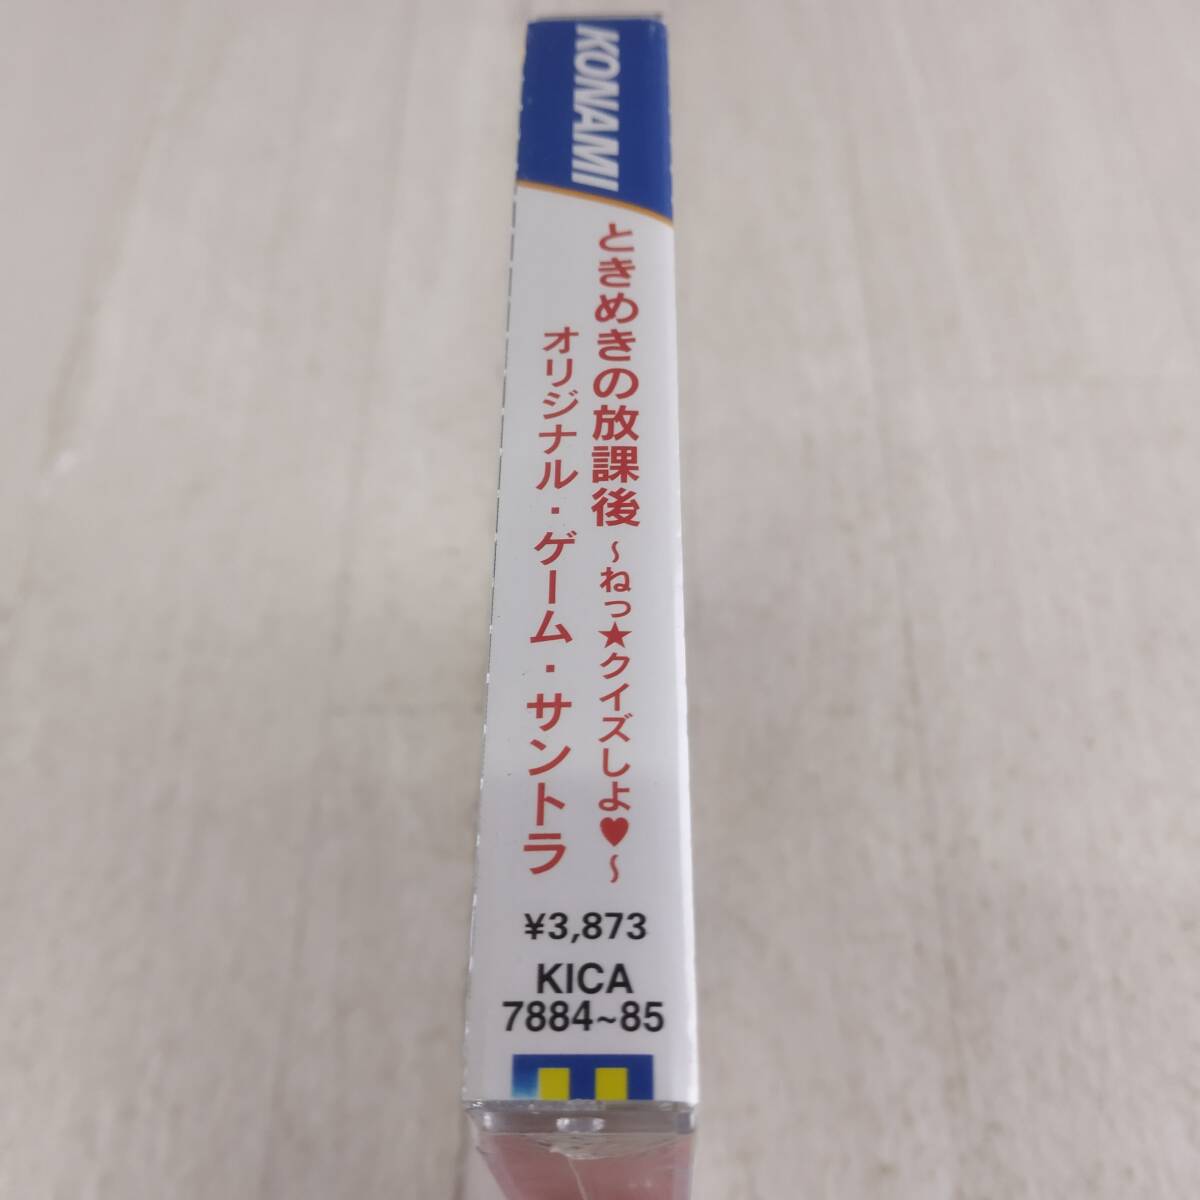 KONAMI
ときめきの放課後 ~ねっ★クイズしよ♥~
オリジナル・ゲーム・サントラ
¥3,873
KICA
7884~85